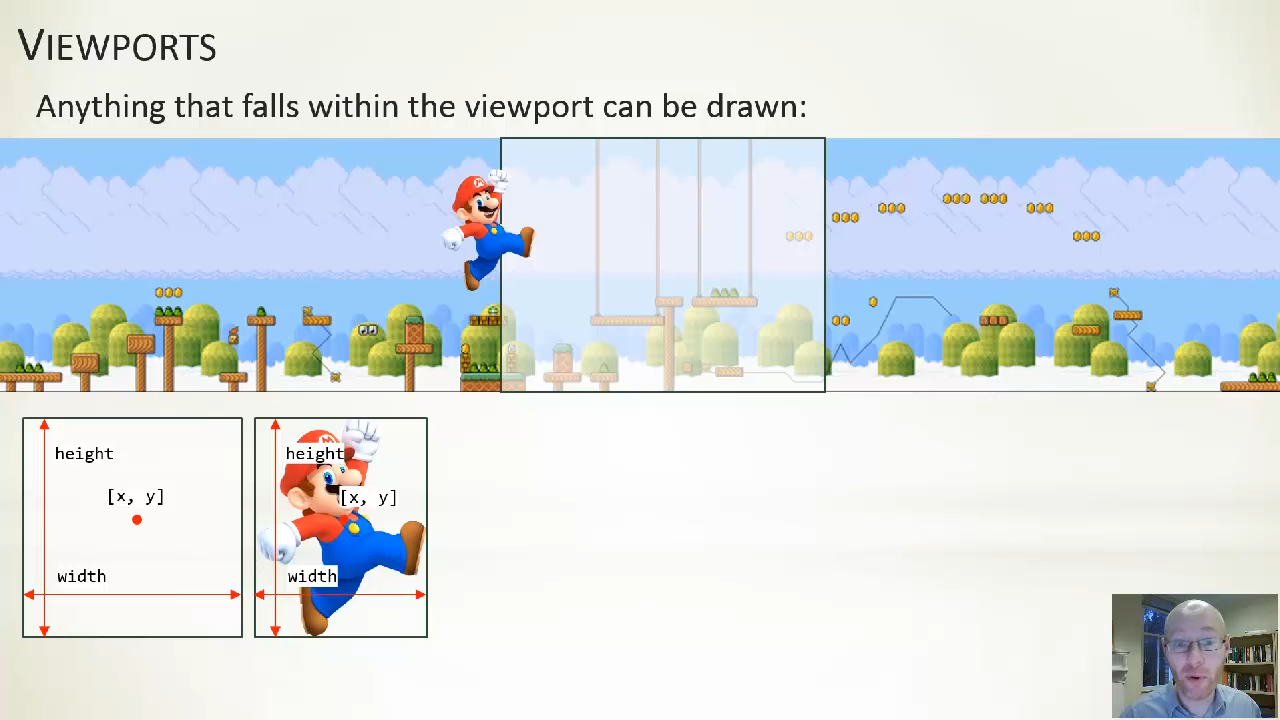 VIEWPORTS
Anything that falls within the viewport can be drawn:
height
[x, y]
width
height
[x, y]
width